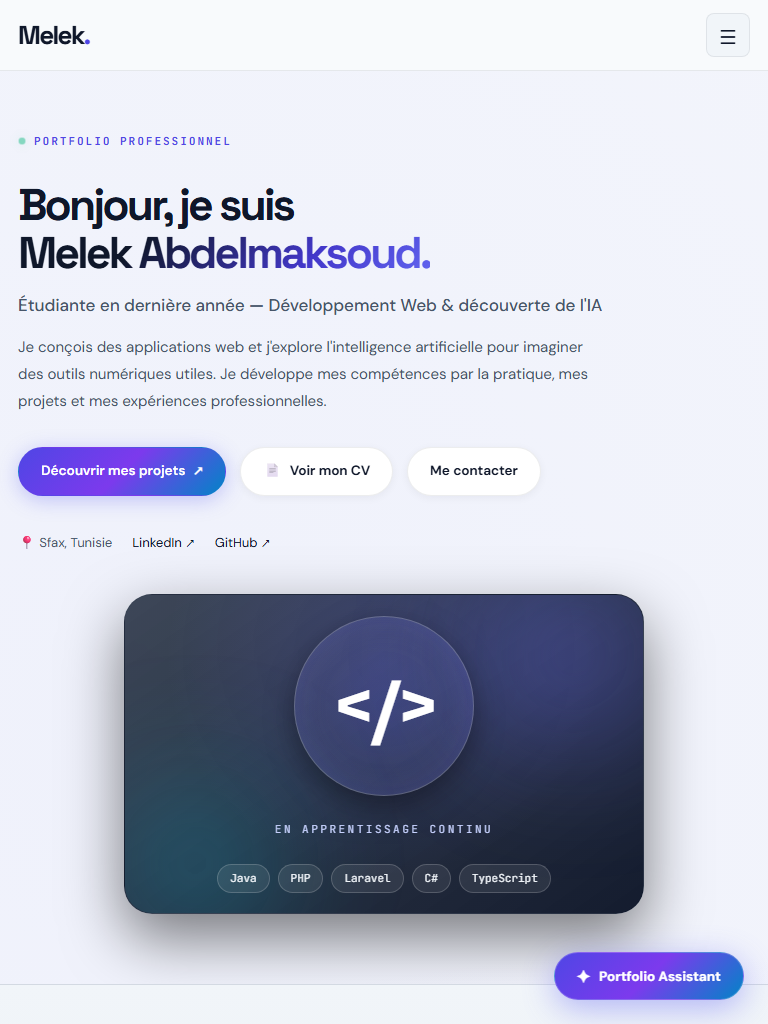 Melek.
☰
PORTFOLIO PROFESSIONNEL
Bonjour, je suis
Melek Abdelmaksoud.
Étudiante en dernière année — Développement Web & découverte de l'IA
Je conçois des applications web et j'explore l'intelligence artificielle pour imaginer
des outils numériques utiles. Je développe mes compétences par la pratique, mes
projets et mes expériences professionnelles.
Découvrir mes projets ↗
Voir mon CV
Me contacter
📍 Sfax, Tunisie LinkedIn ↗ GitHub ↗
</>
EN APPRENTISSAGE CONTINU
Java PHP Laravel C# TypeScript
✦ Portfolio Assistant